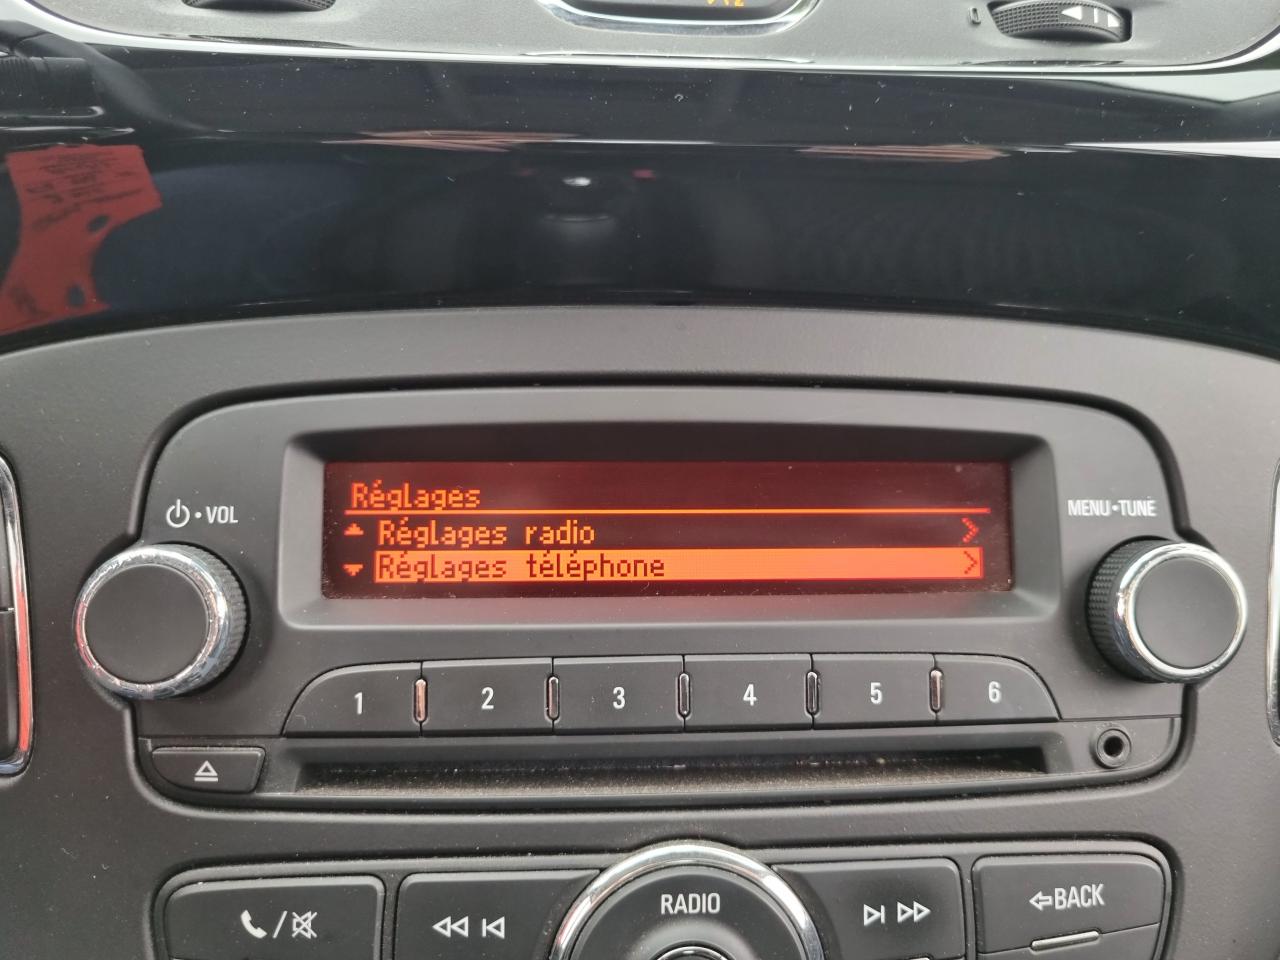 VOL
MENU•TUNE
Réglages
Réglages radio
Réglages téléphone
1 2 3 4 5 6
RADIO
BACK